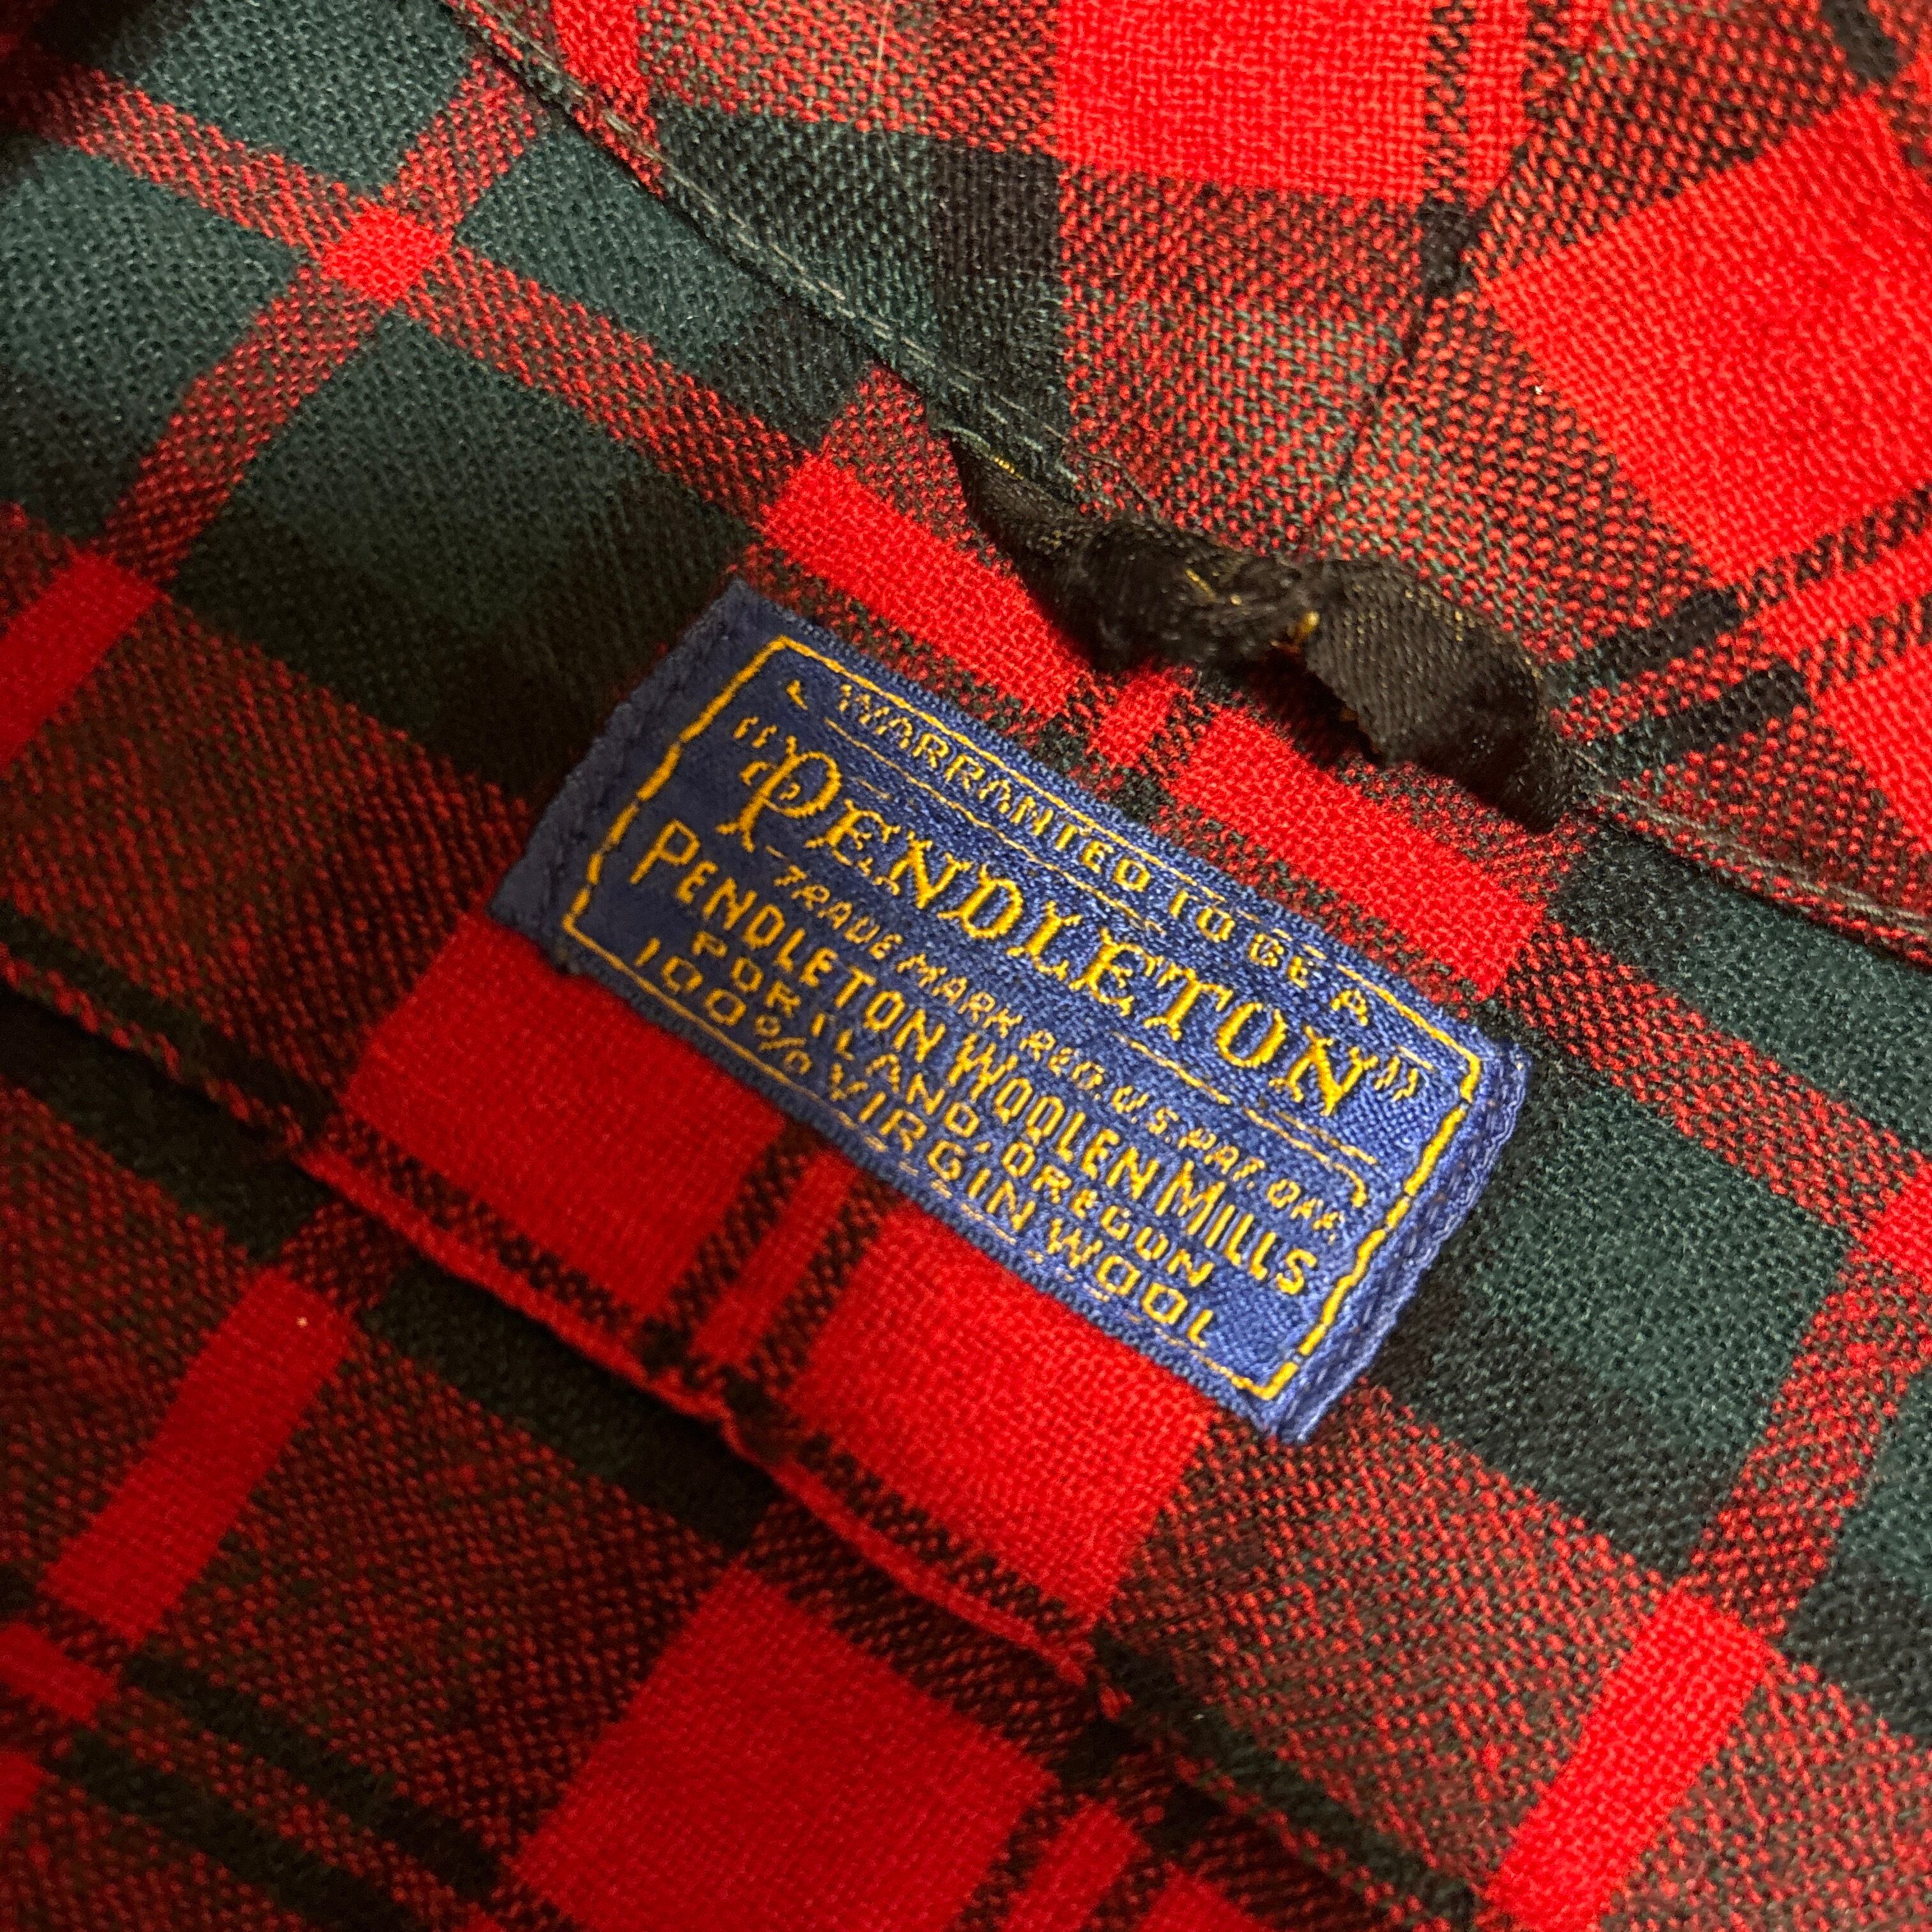 WARRANTED TO BE A
"PENDLETON"
TRADE MARK REG. U.S. PAT. OFF.
PENDLETON WOOLEN MILLS
PORTLAND, OREGON
100% VIRGIN WOOL